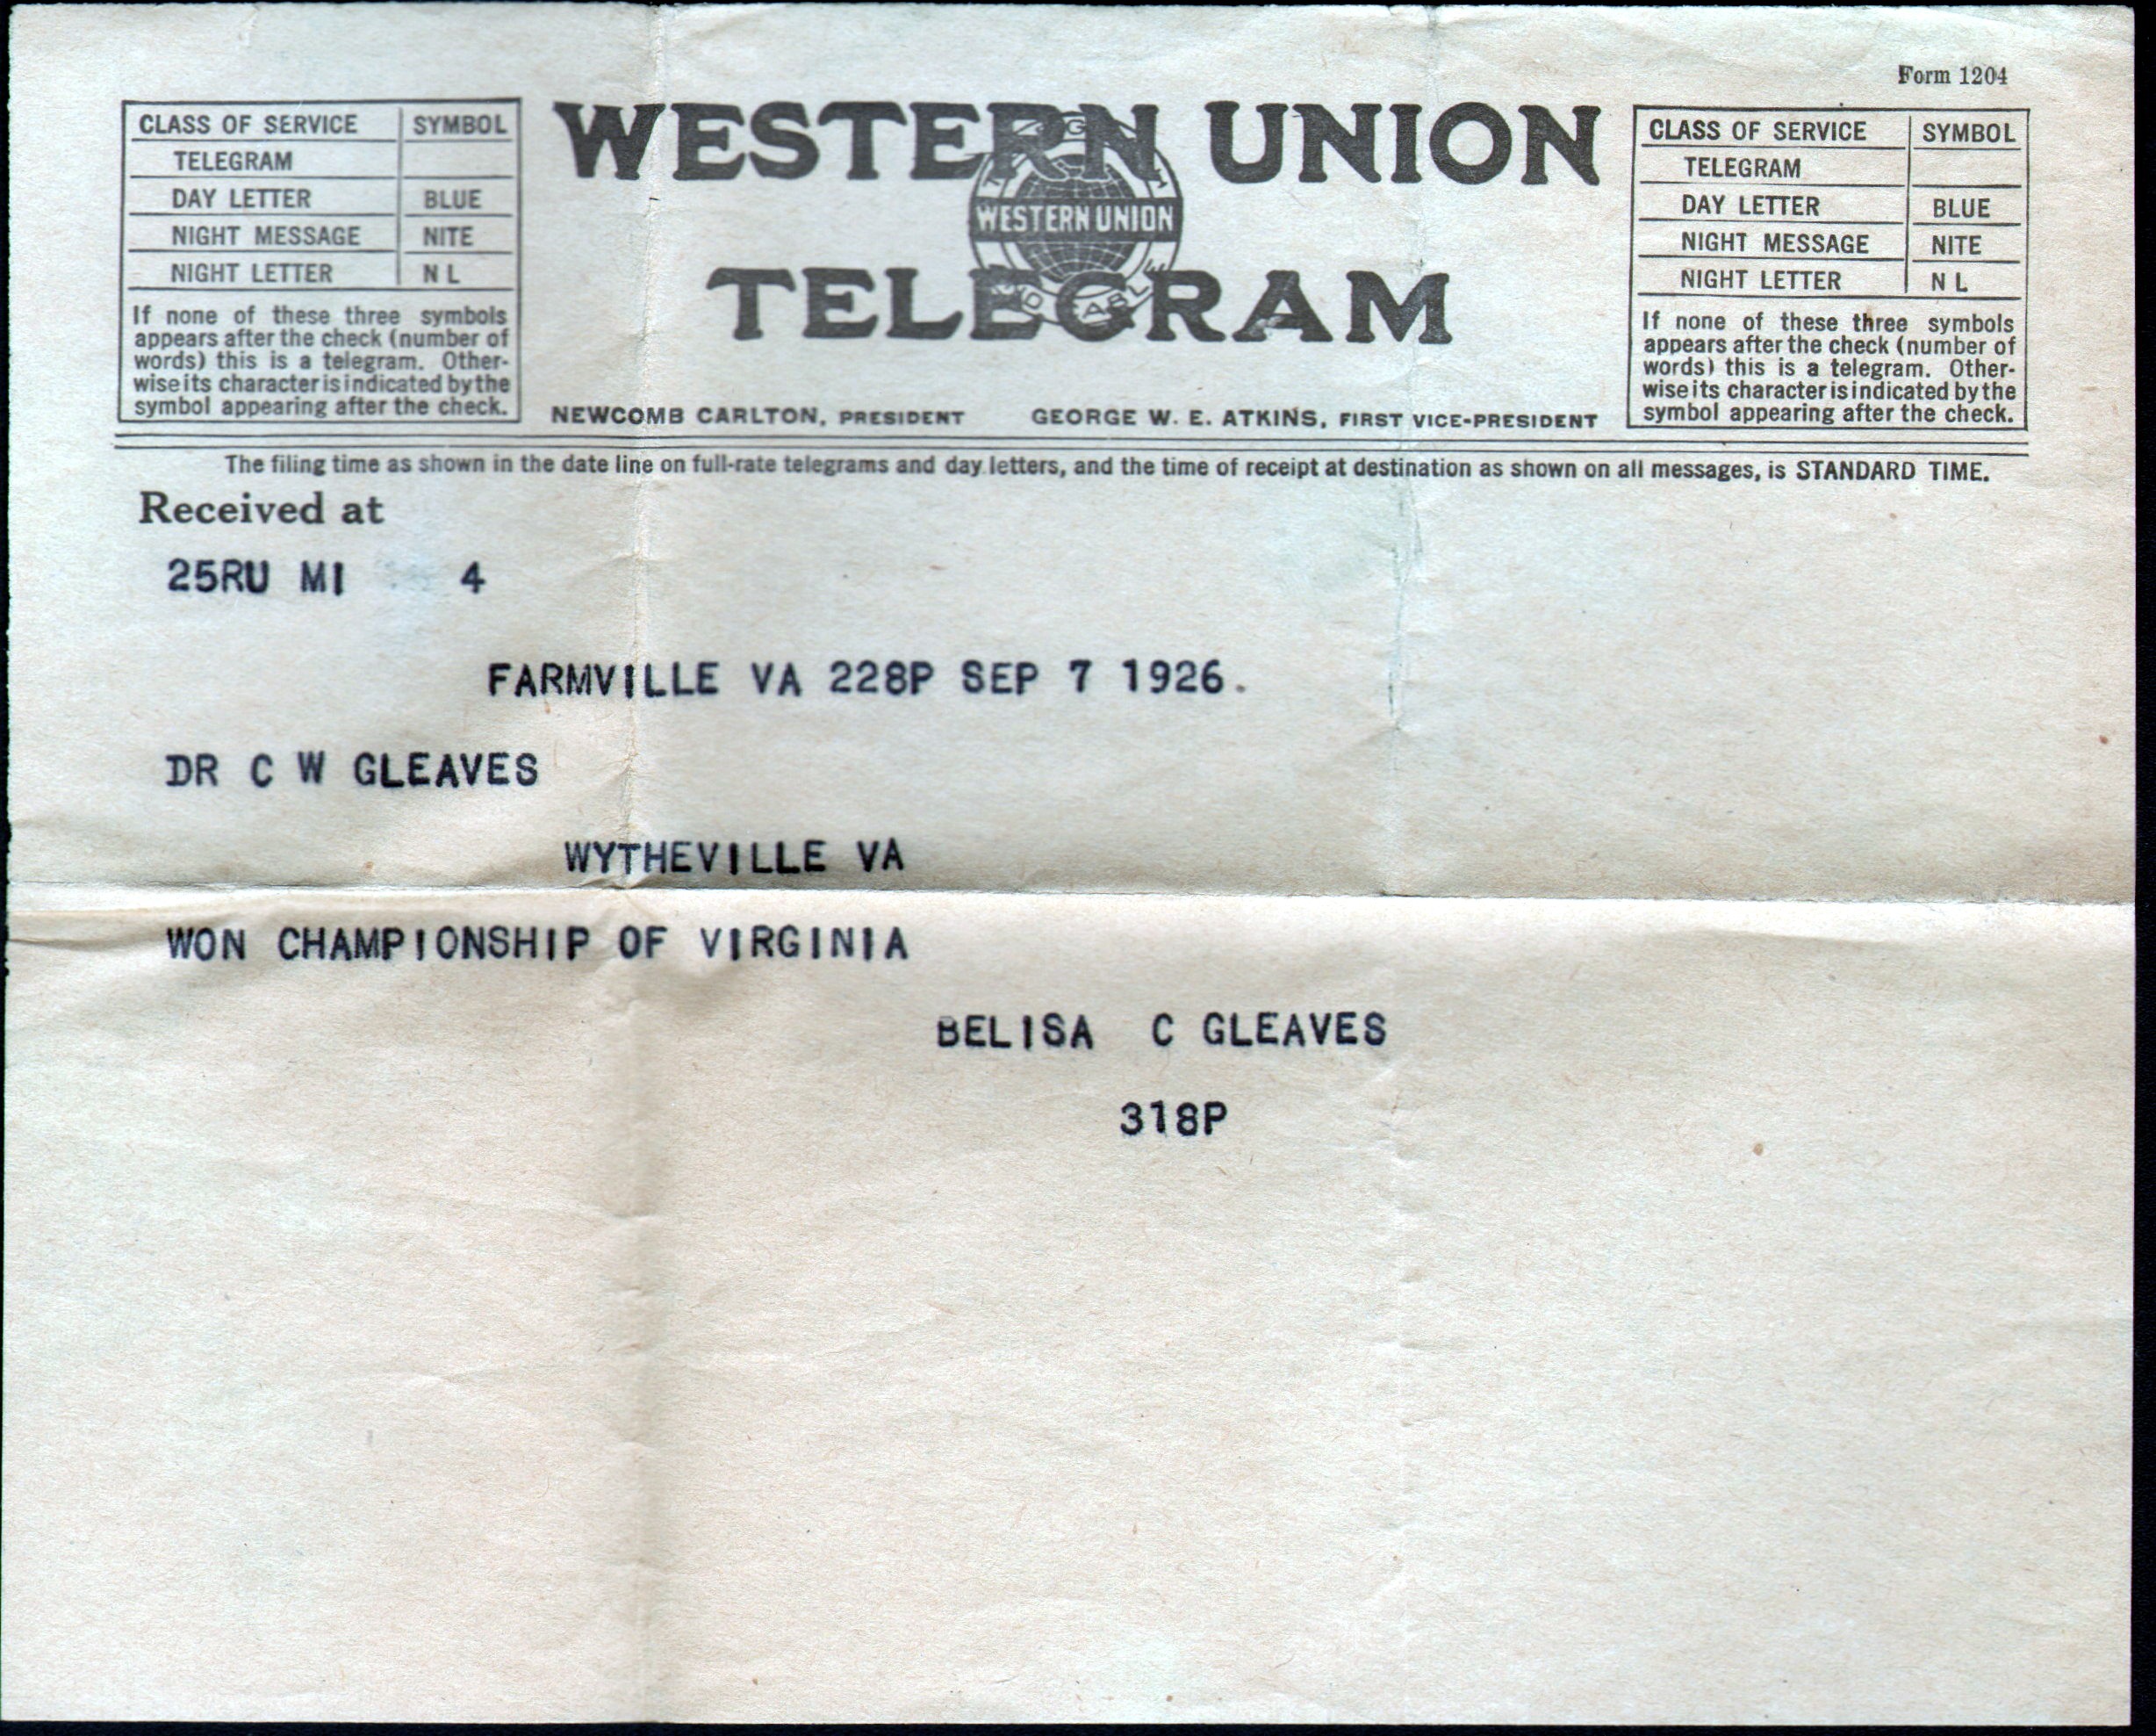 Form 1204
CLASS OF SERVICE SYMBOL
TELEGRAM
DAY LETTER BLUE
NIGHT MESSAGE NITE
NIGHT LETTER N L
If none of these three symbols
appears after the check (number of
words) this is a telegram. Other-
wise its character is indicated by the
symbol appearing after the check.
WESTERN UNION
WESTERN UNION
TELEGRAM
NEWCOMB CARLTON, PRESIDENT GEORGE W. E. ATKINS, FIRST VICE-PRESIDENT
CLASS OF SERVICE SYMBOL
TELEGRAM
DAY LETTER BLUE
NIGHT MESSAGE NITE
NIGHT LETTER N L
If none of these three symbols
appears after the check (number of
words) this is a telegram. Other-
wise its character is indicated by the
symbol appearing after the check.
The filing time as shown in the date line on full-rate telegrams and day letters, and the time of receipt at destination as shown on all messages, is STANDARD TIME.
Received at
25RU MI 4
FARMVILLE VA 228P SEP 7 1926.
DR C W GLEAVES
WYTHEVILLE VA
WON CHAMPIONSHIP OF VIRGINIA
BELISA C GLEAVES
318P